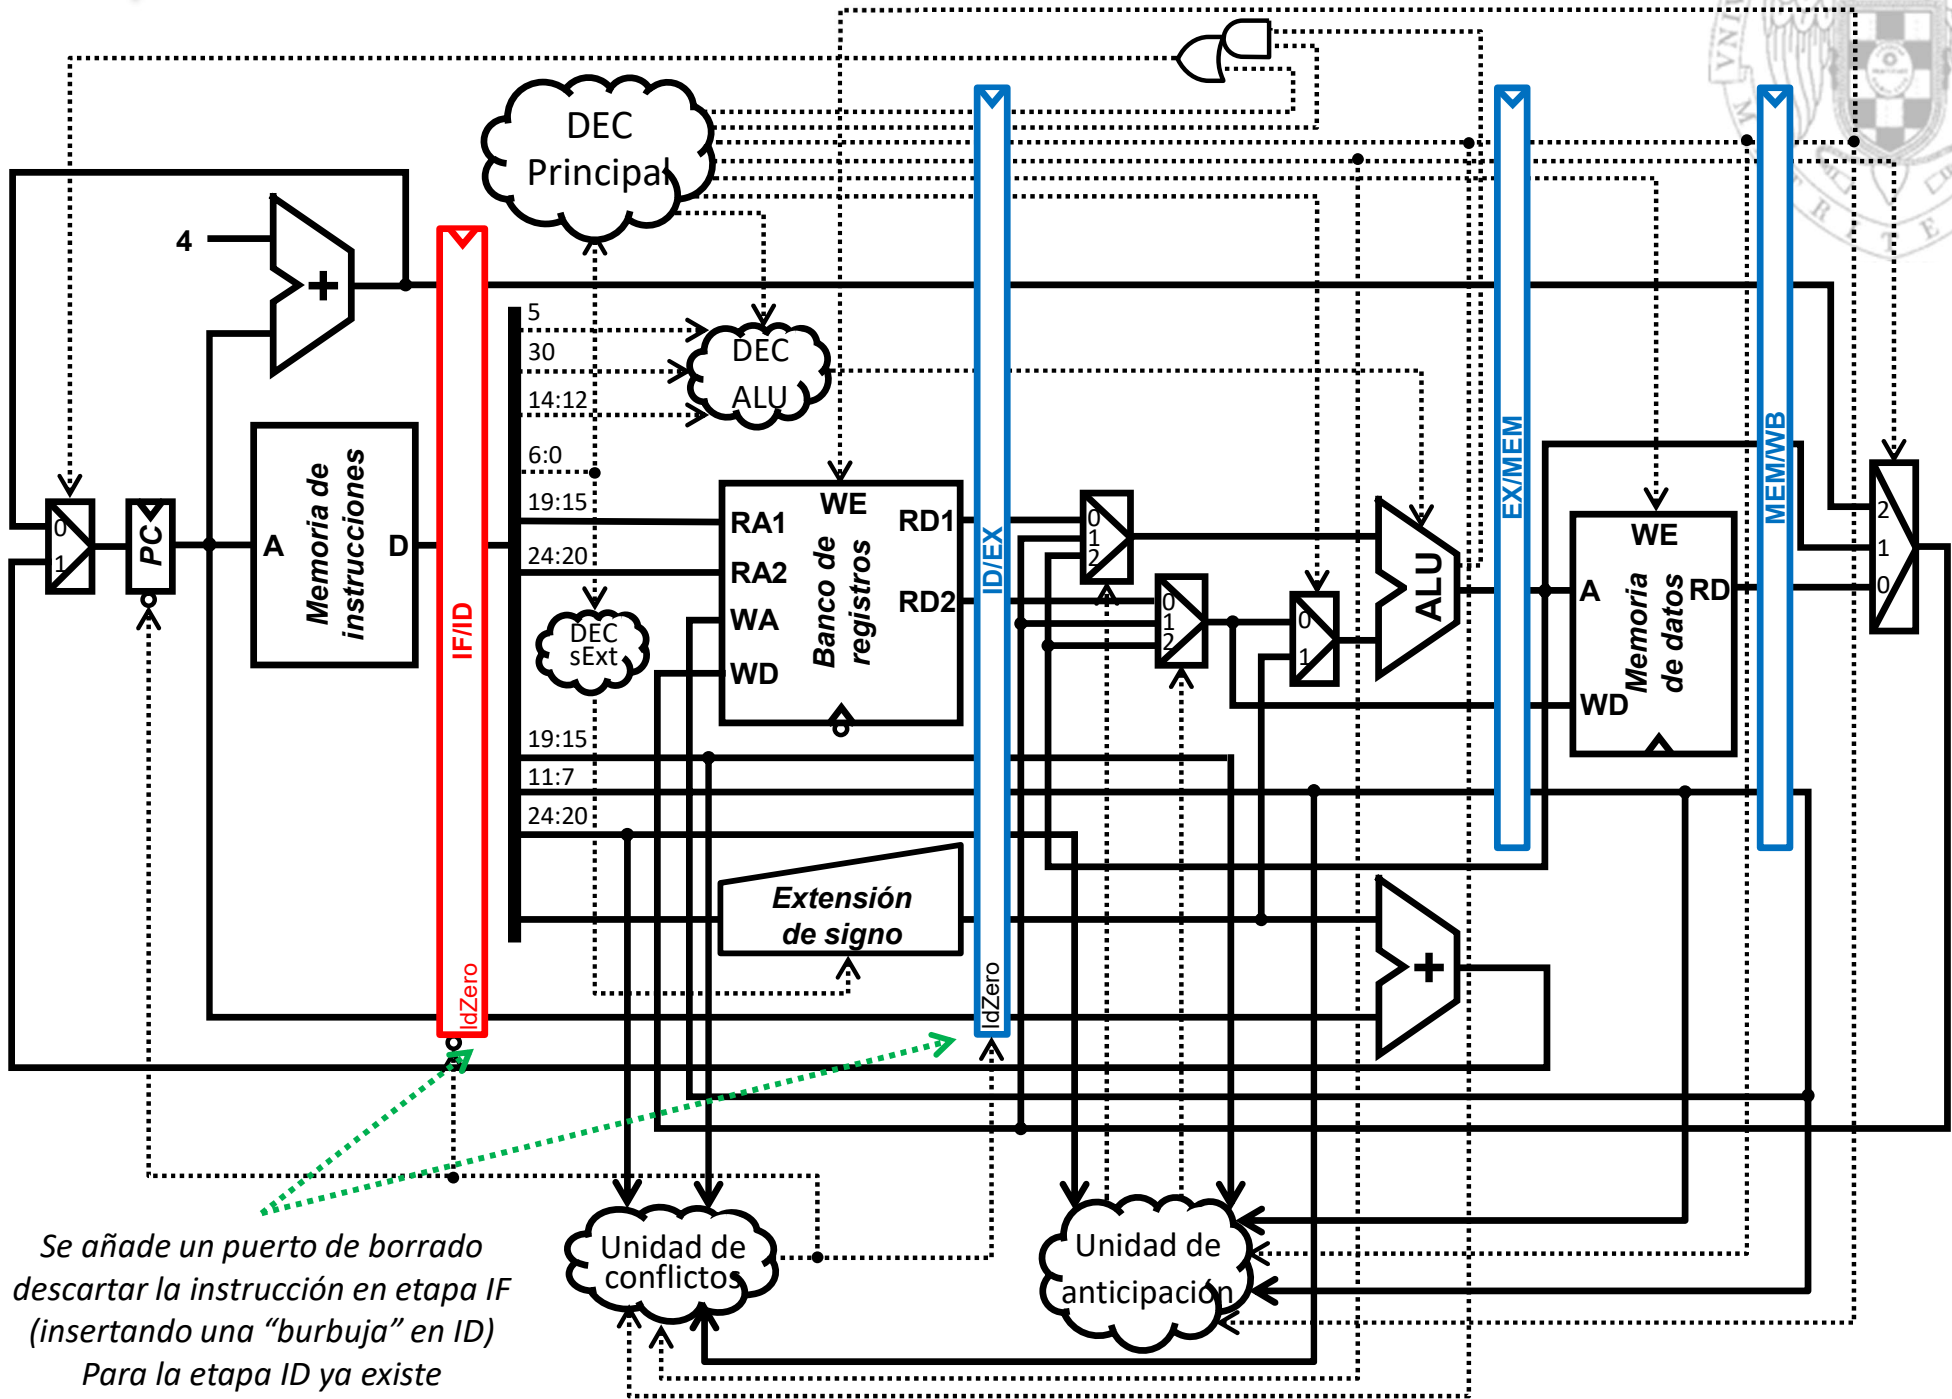 DEC
Principal
4
+
5
30
14:12
6:0
19:15
24:20
DEC
ALU
0
1
PC
A
D
Memoria de
instrucciones
IF/ID
IdZero
DEC
sExt
WE
RA1
RA2
WA
WD
RD1
RD2
Banco de
registros
19:15
11:7
24:20
Extensión
de signo
ID/EX
IdZero
0
1
2
0
1
2
0
1
ALU
+
EX/MEM
WE
A
RD
WD
Memoria
de datos
MEM/WB
2
1
0
Unidad de
conflictos
Unidad de
anticipación
Se añade un puerto de borrado
descartar la instrucción en etapa IF
(insertando una “burbuja” en ID)
Para la etapa ID ya existe